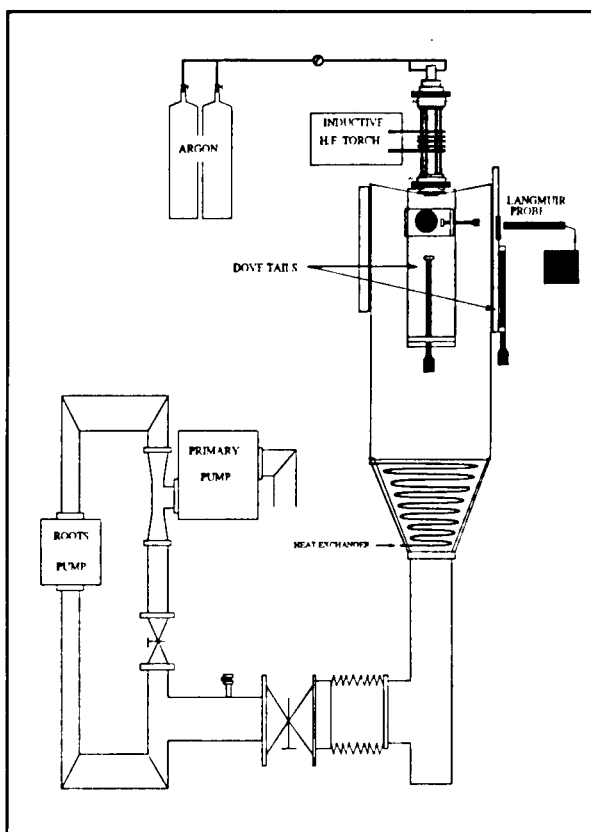 INDUCTIVE
H.F. TORCH
ARGON
LANGMUIR
PROBE
DOVE TAILS
PRIMARY
PUMP
ROOTS
PUMP
HEAT EXCHANGER